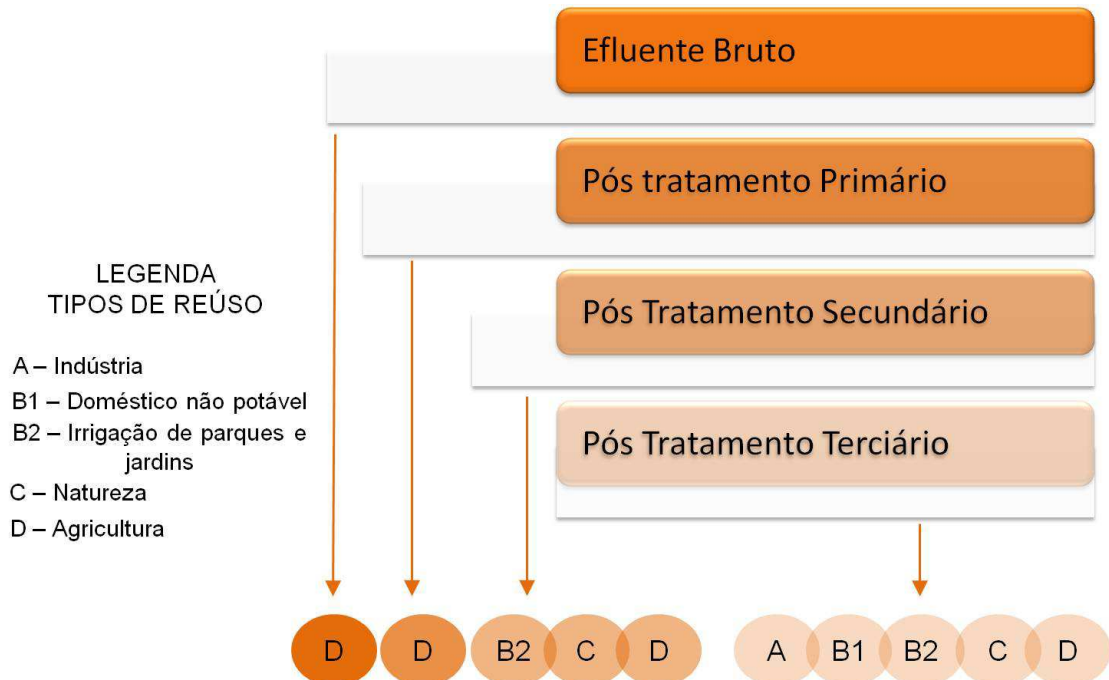 Efluente Bruto
Pós tratamento Primário
Pós Tratamento Secundário
Pós Tratamento Terciário
LEGENDA
TIPOS DE REÚSO
A – Indústria
B1 – Doméstico não potável
B2 – Irrigação de parques e
jardins
C – Natureza
D – Agricultura
D D B2 C D A B1 B2 C D